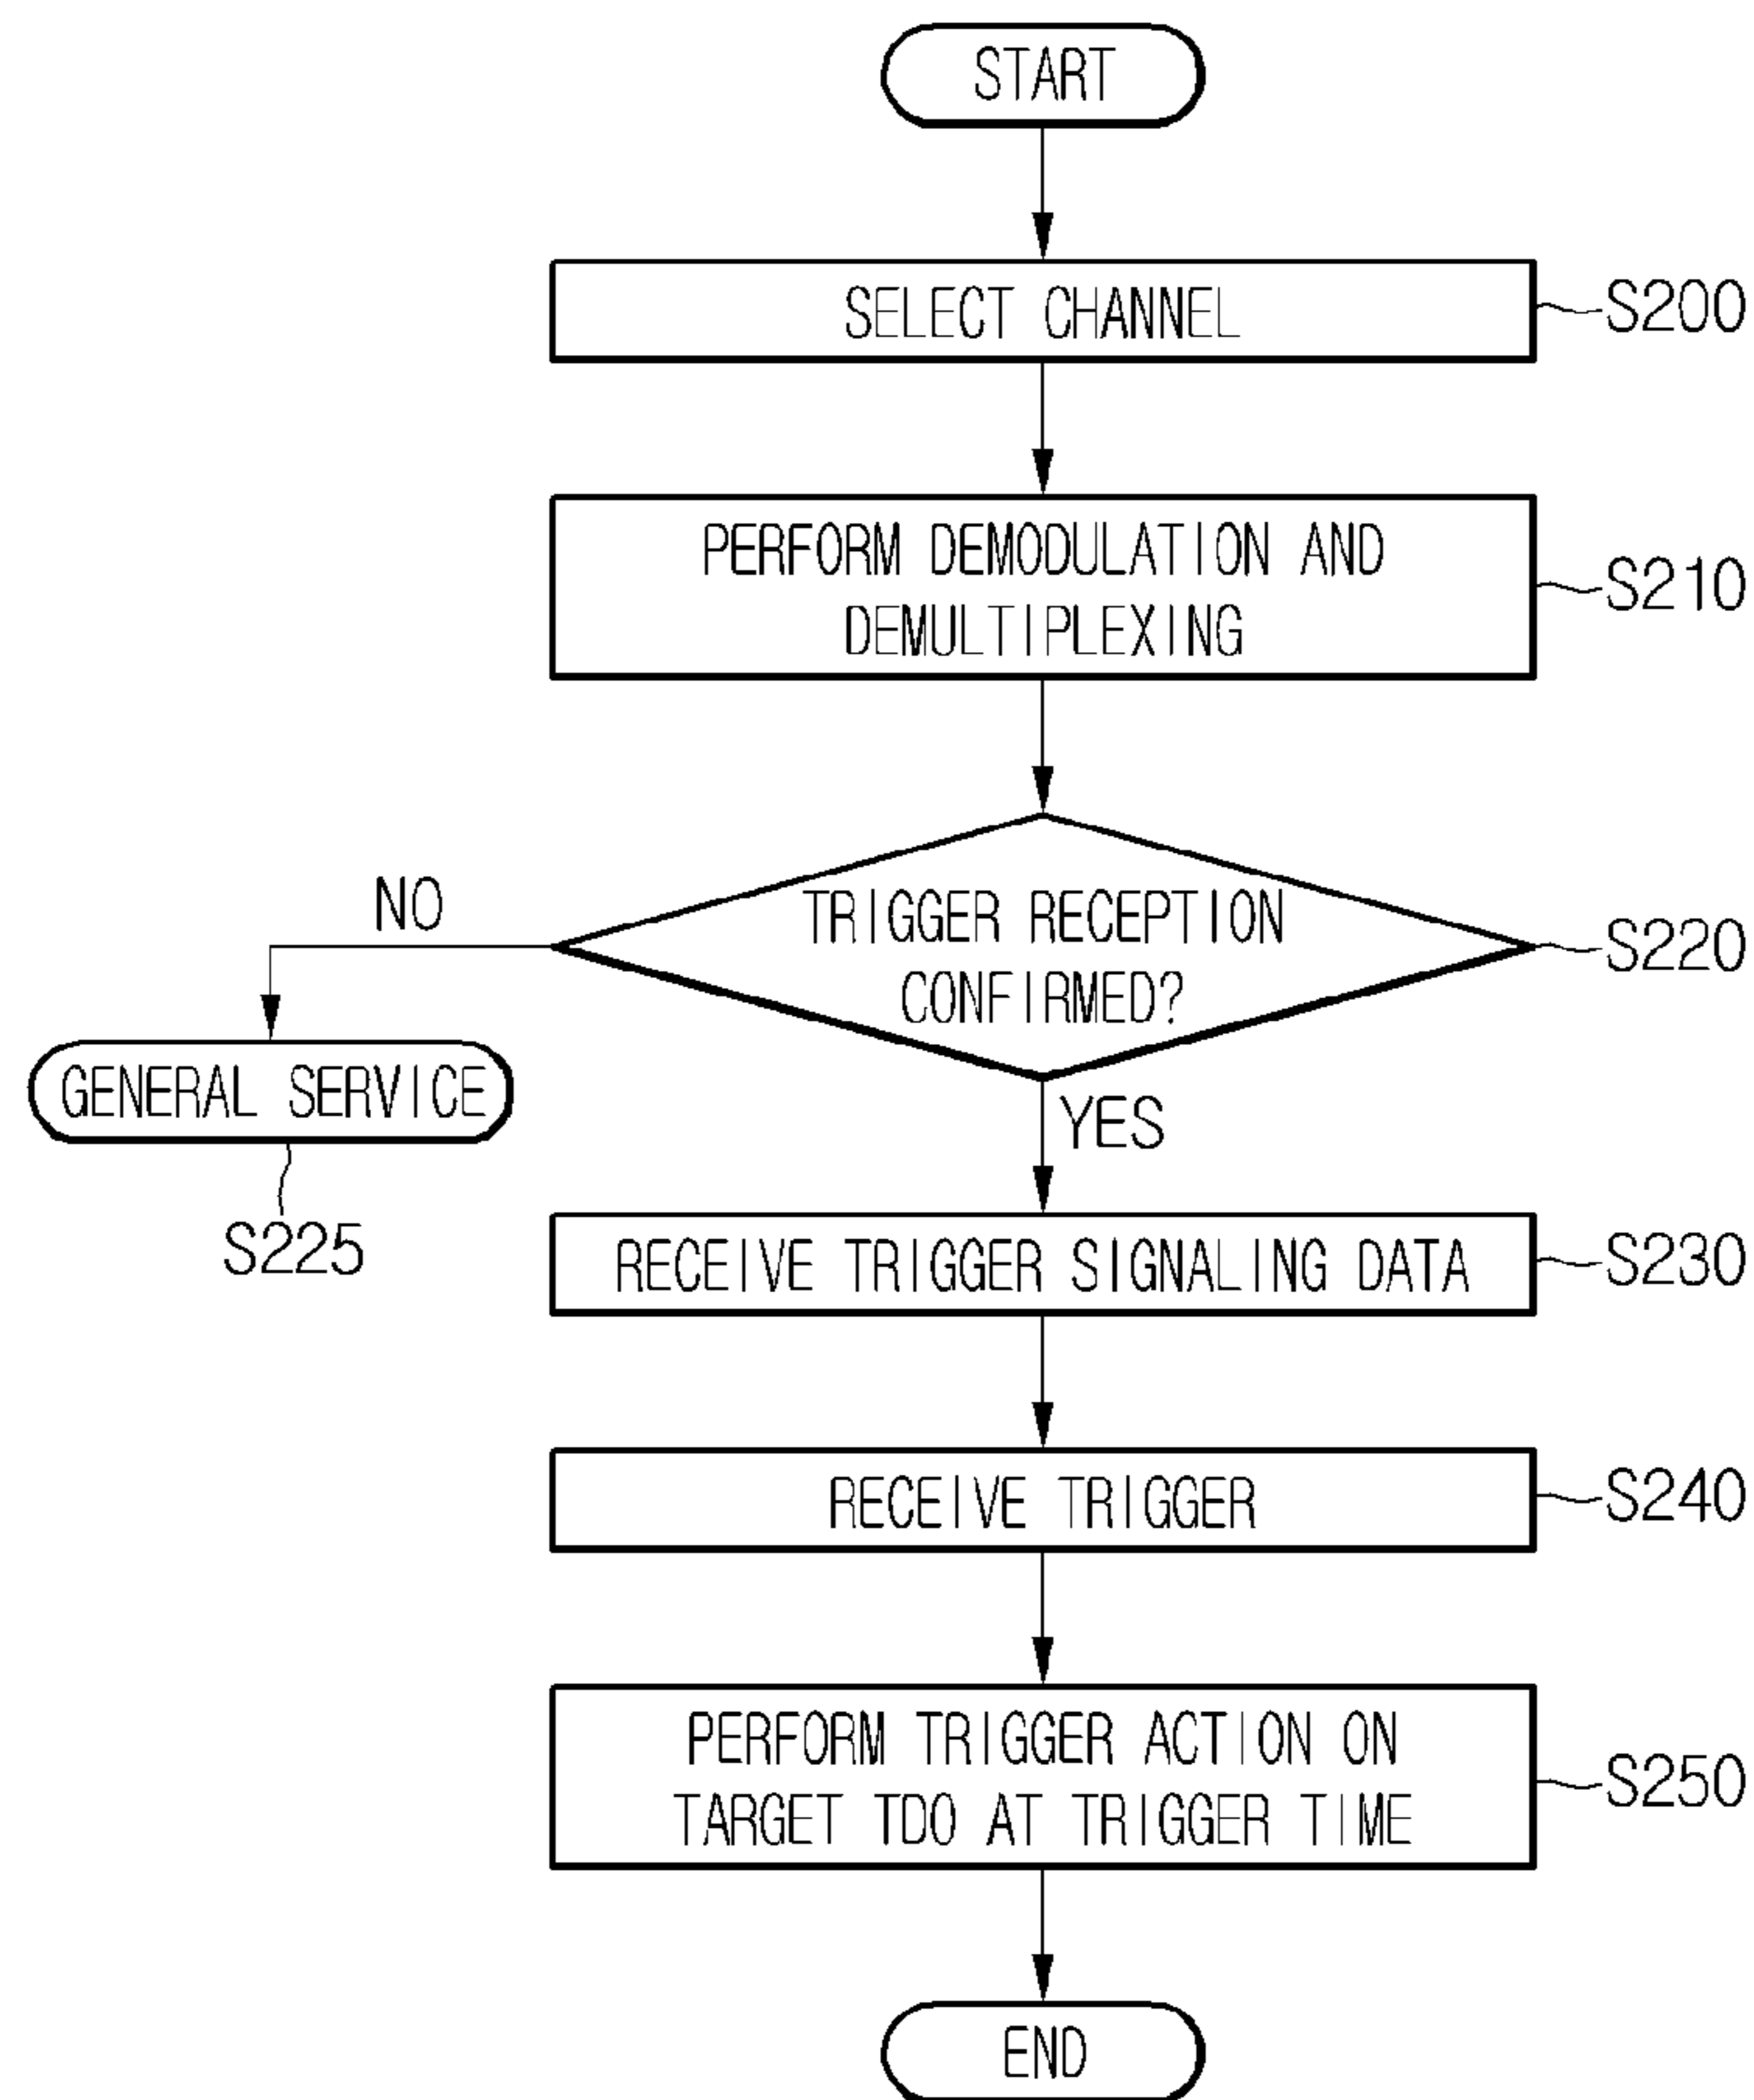 START
SELECT CHANNEL
S200
PERFORM DEMODULATION AND
DEMULTIPLEXING
S210
TRIGGER RECEPTION
CONFIRMED?
S220
NO
GENERAL SERVICE
S225
YES
RECEIVE TRIGGER SIGNALING DATA
S230
RECEIVE TRIGGER
S240
PERFORM TRIGGER ACTION ON
TARGET TDO AT TRIGGER TIME
S250
END